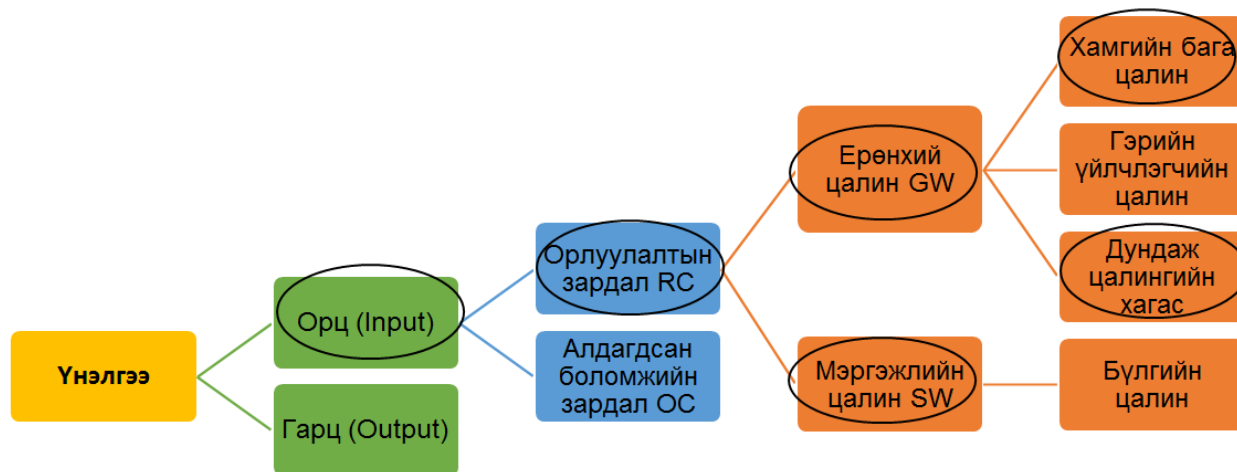 Үнэлгээ
Орц (Input)
Гарц (Output)
Орлуулалтын
зардал RC
Алдагдсан
боломжийн
зардал OC
Ерөнхий
цалин GW
Мэргэжлийн
цалин SW
Хамгийн бага
цалин
Гэрийн
үйлчлэгчийн
цалин
Дундаж
цалингийн
хагас
Бүлгийн
цалин